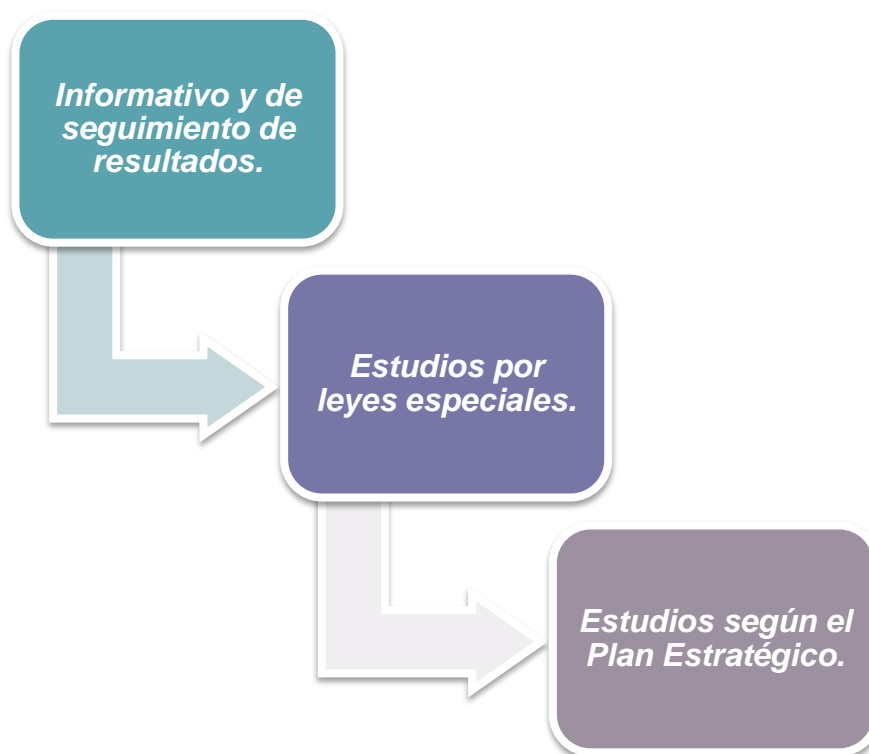 Informativo y de
seguimiento de
resultados.
Estudios por
leyes especiales.
Estudios según el
Plan Estratégico.